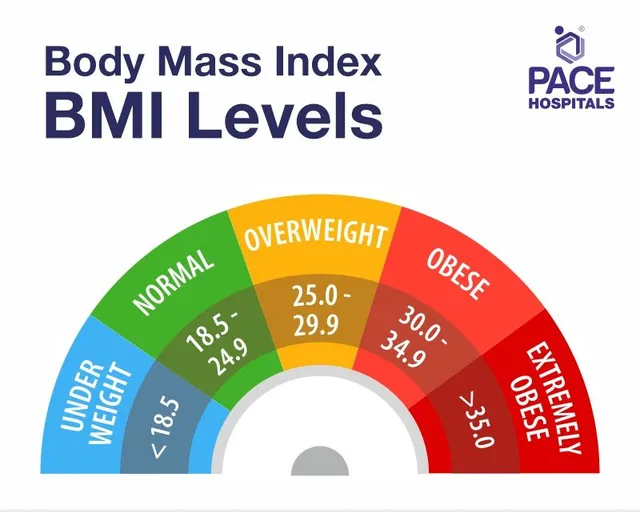 Body Mass Index
BMI Levels
®
PACE
HOSPITALS
UNDER
WEIGHT
< 18.5
NORMAL
18.5 -
24.9
OVERWEIGHT
25.0 -
29.9
OBESE
30.0-
34.9
EXTREMELY
OBESE
>35.0